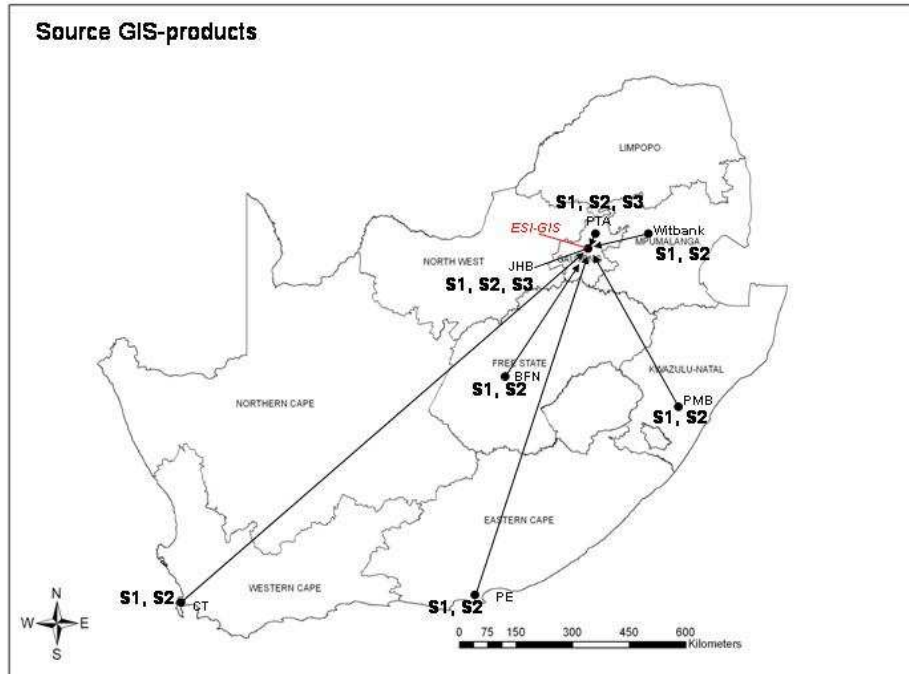 Source GIS-products
LIMPOPO
S1, S2, S3
PTA
ESI-GIS
Witbank
MPUMALANGA
S1, S2
NORTH WEST
JHB
S1, S2, S3
FREE STATE
BFN
S1, S2
KWAZULU-NATAL
PMB
S1, S2
NORTHERN CAPE
EASTERN CAPE
WESTERN CAPE
S1, S2
CT
S1, S2
PE
N
W E
S
0 75 150 300 450 600
Kilometers